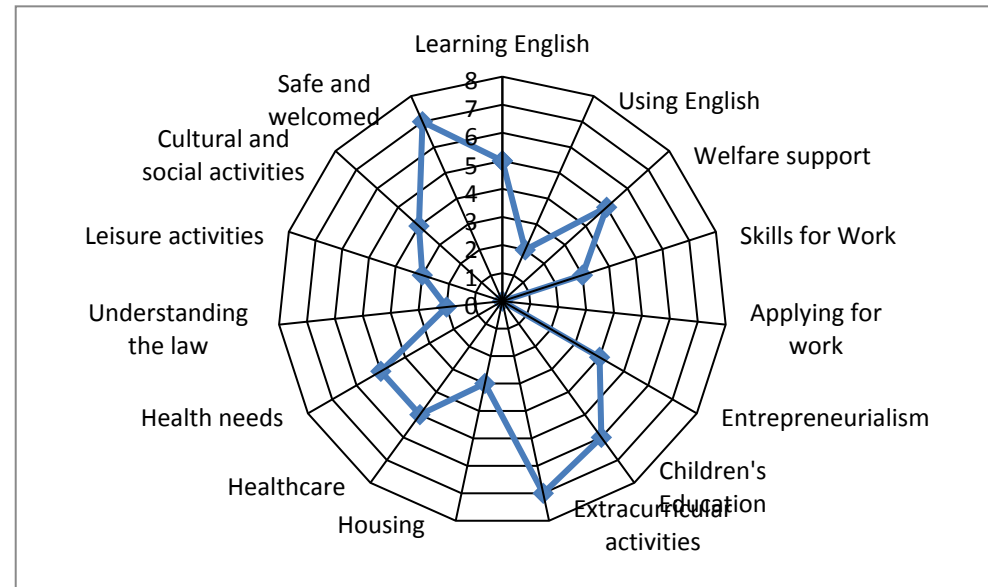 Learning English
Using English
Welfare support
Skills for Work
Applying for
work
Entrepreneurialism
Children's
Education
Extracurricular
activities
Housing
Healthcare
Health needs
Understanding
the law
Leisure activities
Cultural and
social activities
Safe and
welcomed
8
7
6
5
4
3
2
1
0